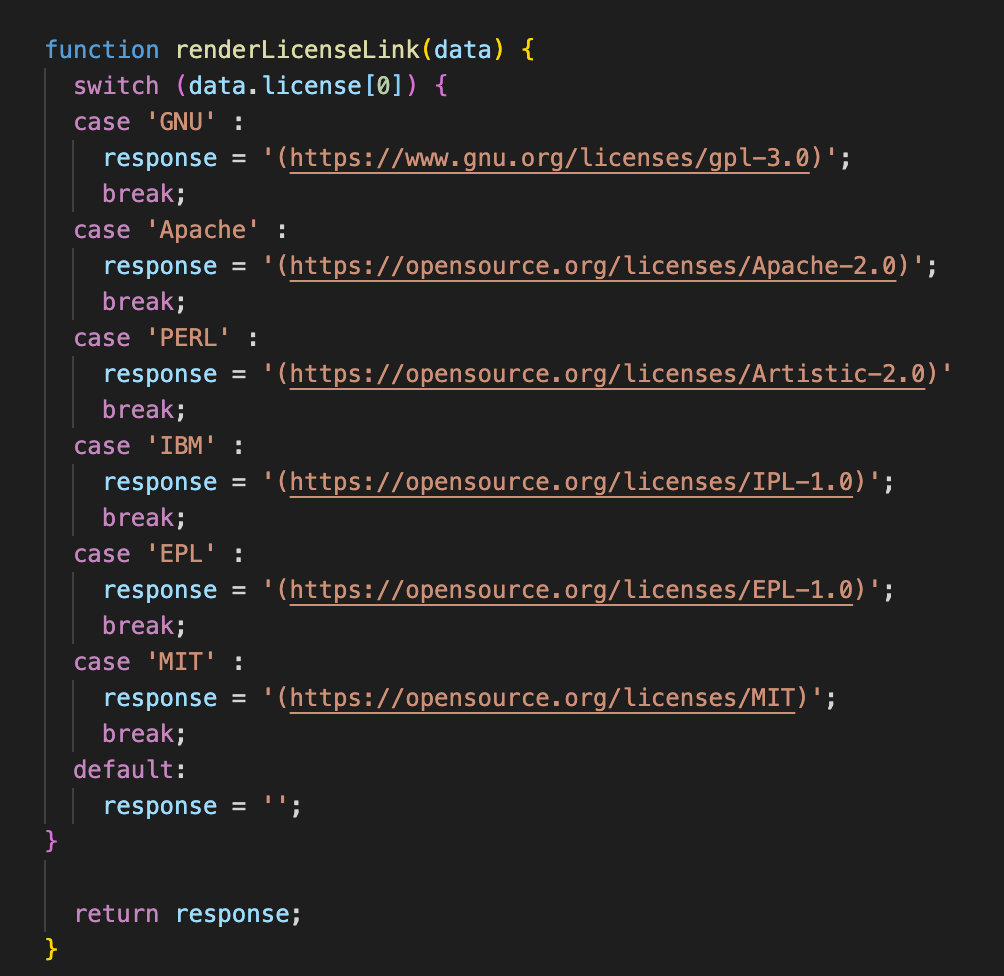 function renderLicenseLink(data) {
  switch (data.license[0]) {
  case 'GNU' :
    response = '(https://www.gnu.org/licenses/gpl-3.0)';
    break;
  case 'Apache' :
    response = '(https://opensource.org/licenses/Apache-2.0)';
    break;
  case 'PERL' :
    response = '(https://opensource.org/licenses/Artistic-2.0)'
    break;
  case 'IBM' :
    response = '(https://opensource.org/licenses/IPL-1.0)';
    break;
  case 'EPL' :
    response = '(https://opensource.org/licenses/EPL-1.0)';
    break;
  case 'MIT' :
    response = '(https://opensource.org/licenses/MIT)';
    break;
  default:
    response = '';
}

  return response;
}